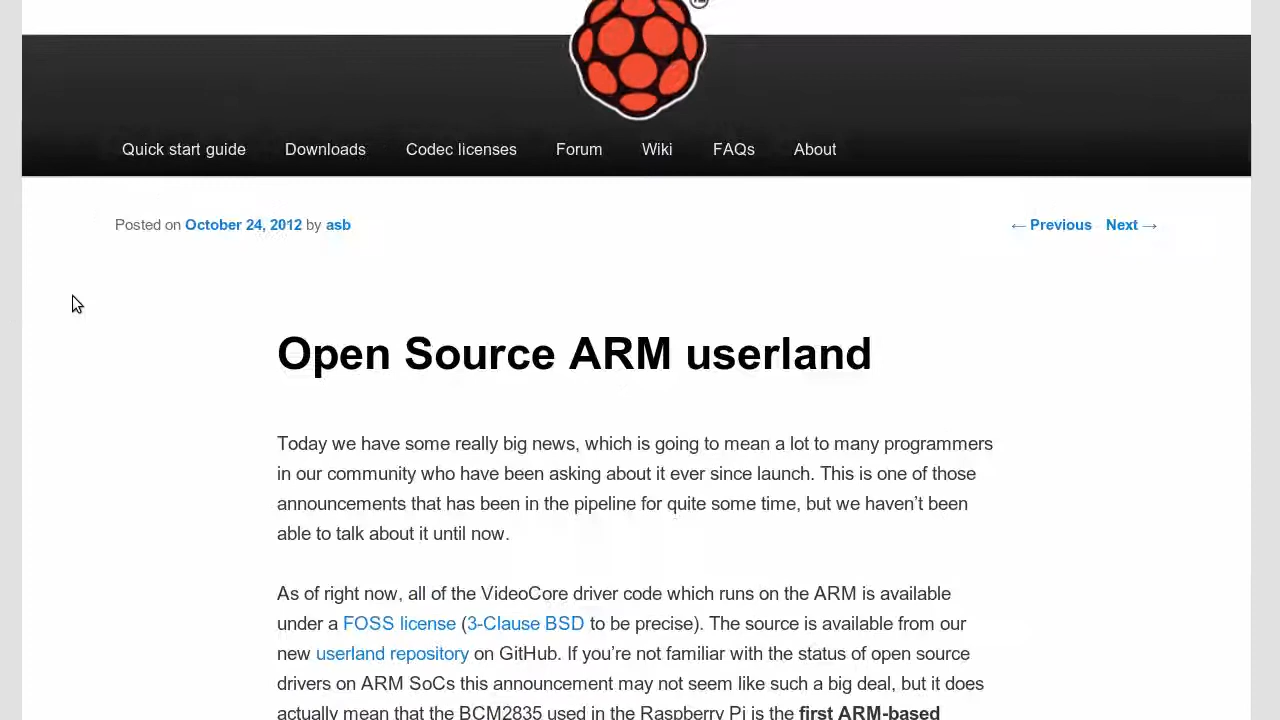 Quick start guide Downloads Codec licenses Forum Wiki FAQs About
Posted on October 24, 2012 by asb ← Previous Next →
Open Source ARM userland
Today we have some really big news, which is going to mean a lot to many programmers
in our community who have been asking about it ever since launch. This is one of those
announcements that has been in the pipeline for quite some time, but we haven’t been
able to talk about it until now.
As of right now, all of the VideoCore driver code which runs on the ARM is available
under a FOSS license (3-Clause BSD to be precise). The source is available from our
new userland repository on GitHub. If you’re not familiar with the status of open source
drivers on ARM SoCs this announcement may not seem like such a big deal, but it does
actually mean that the BCM2835 used in the Raspberry Pi is the first ARM-based